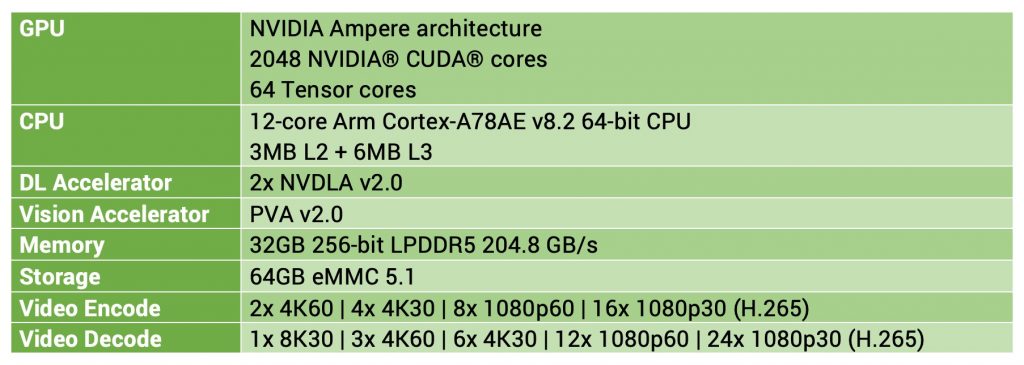 GPU NVIDIA Ampere architecture
2048 NVIDIA® CUDA® cores
64 Tensor cores
CPU 12-core Arm Cortex-A78AE v8.2 64-bit CPU
3MB L2 + 6MB L3
DL Accelerator 2x NVDLA v2.0
Vision Accelerator PVA v2.0
Memory 32GB 256-bit LPDDR5 204.8 GB/s
Storage 64GB eMMC 5.1
Video Encode 2x 4K60 | 4x 4K30 | 8x 1080p60 | 16x 1080p30 (H.265)
Video Decode 1x 8K30 | 3x 4K60 | 6x 4K30 | 12x 1080p60 | 24x 1080p30 (H.265)